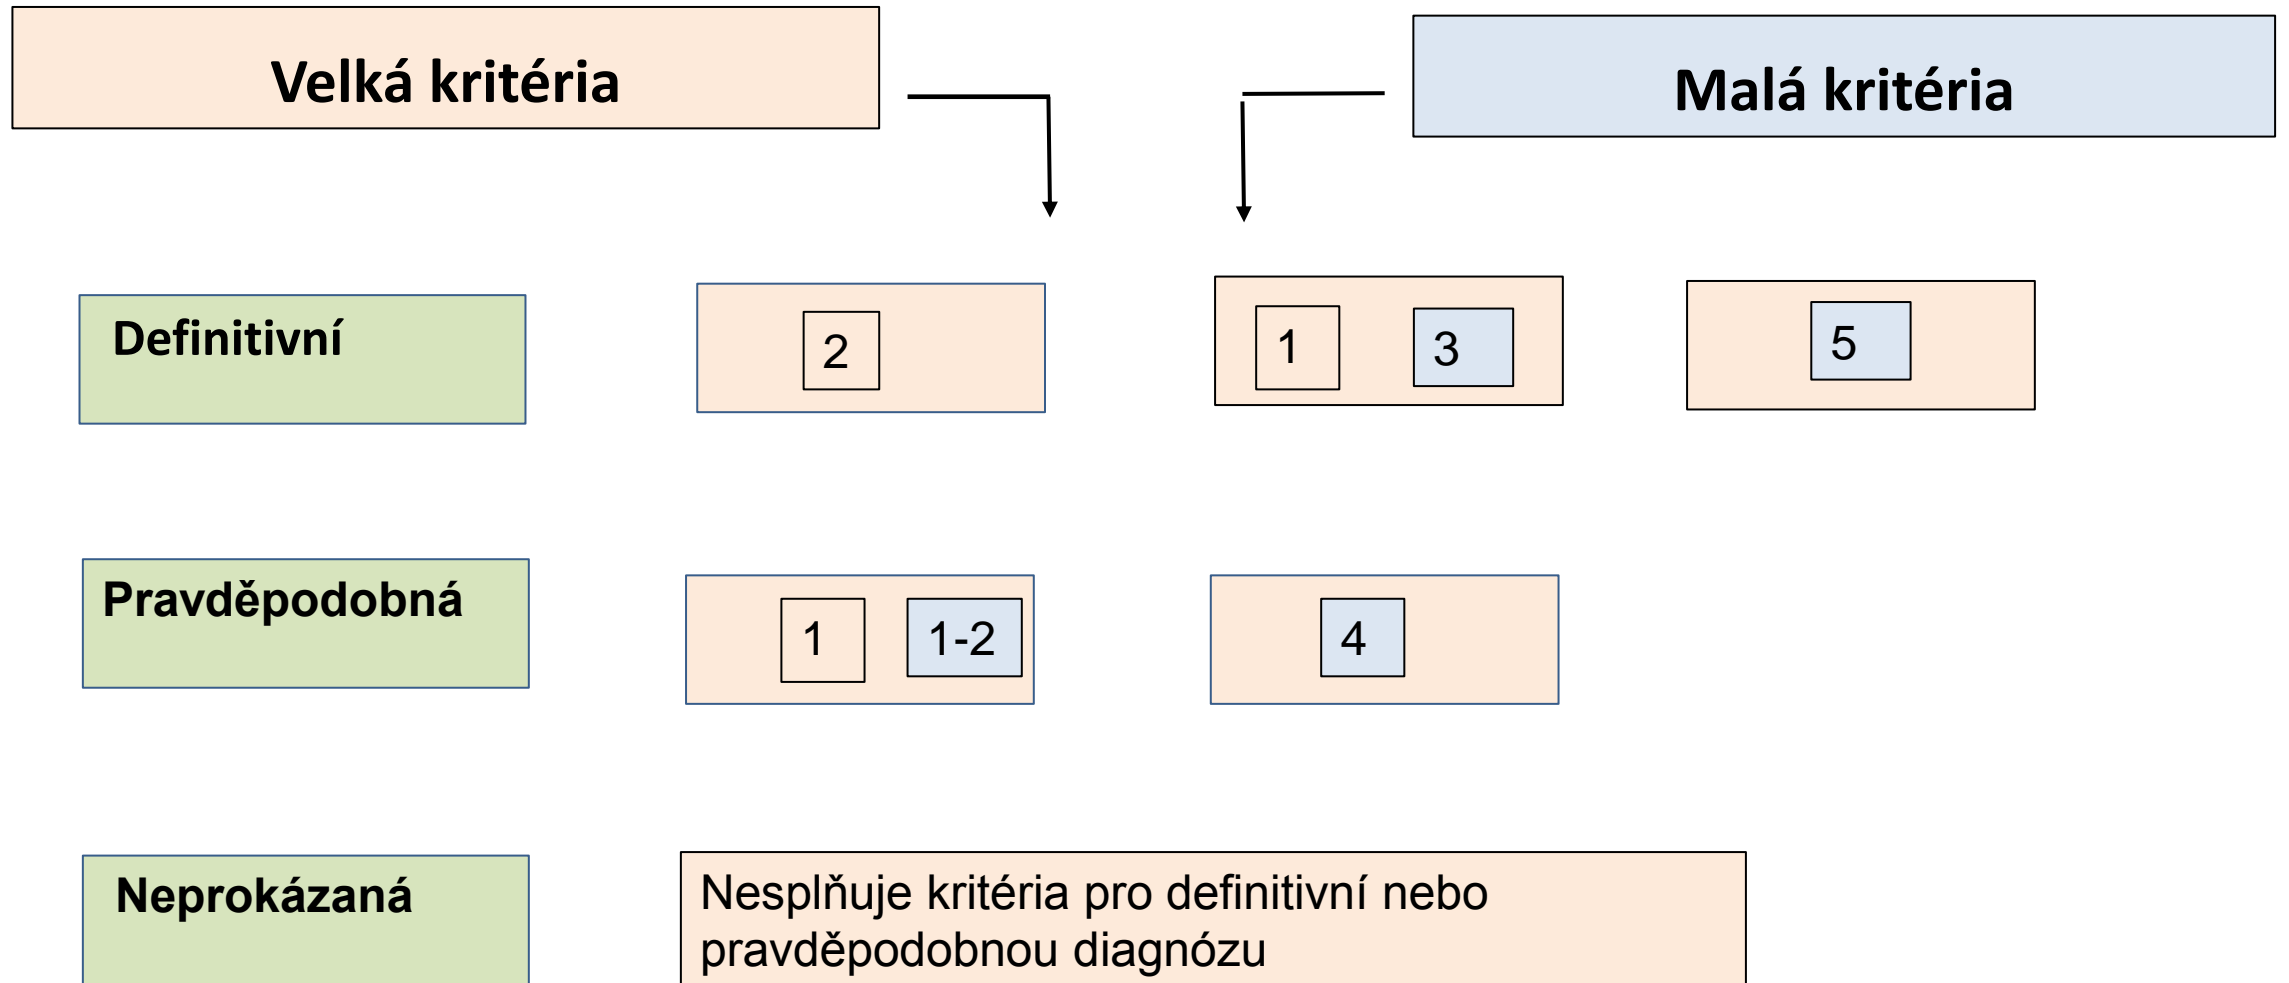 Velká kritéria
Malá kritéria
Definitivní
2
1
3
5
Pravděpodobná
1
1-2
4
Neprokázaná
Nesplňuje kritéria pro definitivní nebo
pravděpodobnou diagnózu